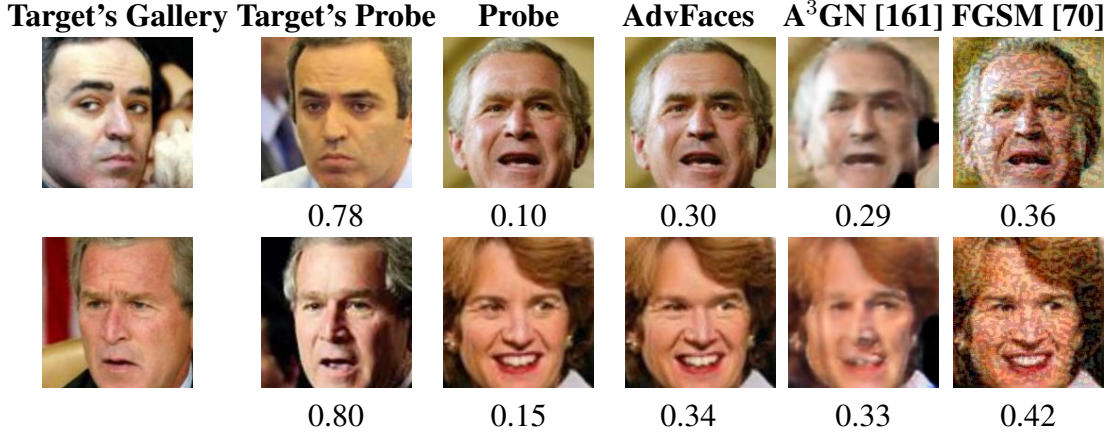 Target's Gallery Target's Probe Probe AdvFaces A³GN [161] FGSM [70]
0.78 0.10 0.30 0.29 0.36
0.80 0.15 0.34 0.33 0.42